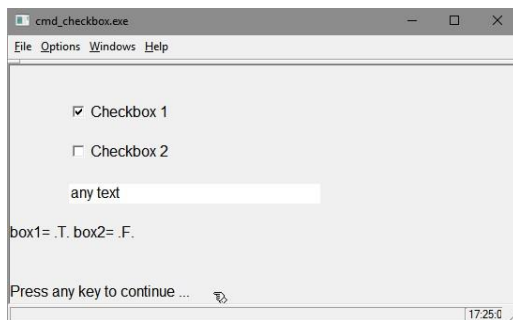 cmd_checkbox.exe
File Options Windows Help
Checkbox 1
Checkbox 2
any text
box1= .T. box2= .F.
Press any key to continue ...
17:25:0